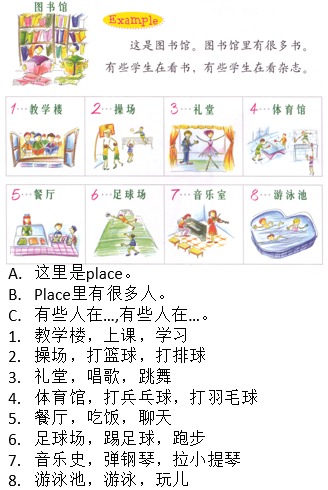 图书馆
Example
这是图书馆。图书馆里有很多书。
有些学生在看书，有些学生在看杂志。
1…教学楼
2…操场
3…礼堂
4…体育馆
5…餐厅
6…足球场
7…音乐室
8…游泳池
A. 这里是place。
B. Place里有很多人。
C. 有些人在…,有些人在…。
1. 教学楼，上课，学习
2. 操场，打篮球，打排球
3. 礼堂，唱歌，跳舞
4. 体育馆，打乒乓球，打羽毛球
5. 餐厅，吃饭，聊天
6. 足球场，踢足球，跑步
7. 音乐史，弹钢琴，拉小提琴
8. 游泳池，游泳，玩儿